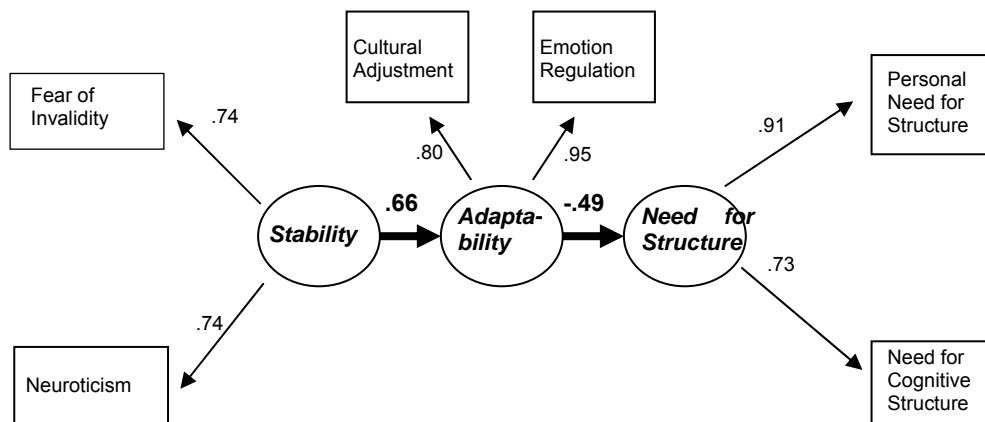 Cultural
Adjustment
Emotion
Regulation
Personal
Need for
Structure
Fear of
Invalidity
.74
.80
.95
.91
.66
-.49
Stability
Adapta-
bility
Need for
Structure
.73
.74
Neuroticism
Need for
Cognitive
Structure